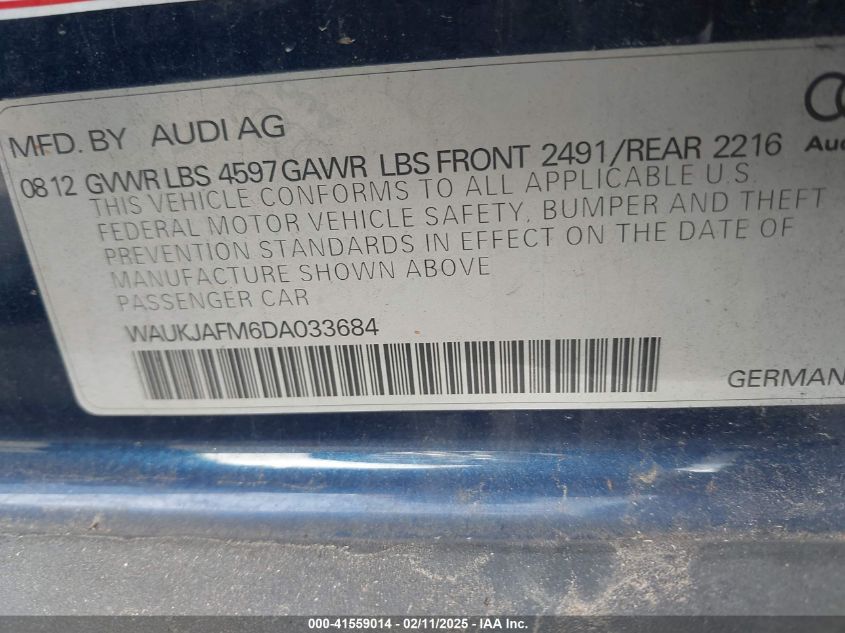 MFD. BY AUDI AG
0812 GVWR LBS 4597 GAWR LBS FRONT 2491/REAR 2216
THIS VEHICLE CONFORMS TO ALL APPLICABLE U.S.
FEDERAL MOTOR VEHICLE SAFETY, BUMPER AND THEFT
PREVENTION STANDARDS IN EFFECT ON THE DATE OF
MANUFACTURE SHOWN ABOVE
PASSENGER CAR
WAUKJAFM6DA033684
GERMAN
000-41559014 - 02/11/2025 - IAA Inc.